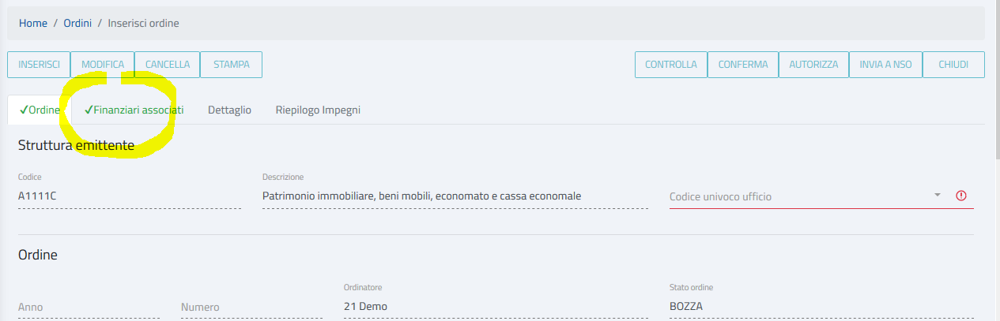 Home / Ordini / Inserisci ordine
INSERISCI MODIFICA CANCELLA STAMPA CONTROLLA CONFERMA AUTORIZZA INVIA A NSO CHIUDI
✓Ordine ✓Finanziari associati Dettaglio Riepilogo Impegni
Struttura emittente
Codice Descrizione
A1111C Patrimonio immobiliare, beni mobili, economato e cassa economale Codice univoco ufficio
Ordine
Ordinatore Stato ordine
Anno Numero 21 Demo BOZZA